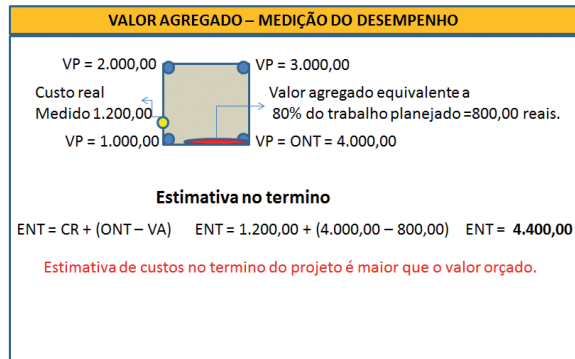 VALOR AGREGADO – MEDIÇÃO DO DESEMPENHO
VP = 2.000,00
VP = 3.000,00
Custo real
Medido 1.200,00
Valor agregado equivalente a
80% do trabalho planejado =800,00 reais.
VP = 1.000,00
VP = ONT = 4.000,00
Estimativa no termino
ENT = CR + (ONT – VA) ENT = 1.200,00 + (4.000,00 – 800,00) ENT = 4.400,00
Estimativa de custos no termino do projeto é maior que o valor orçado.